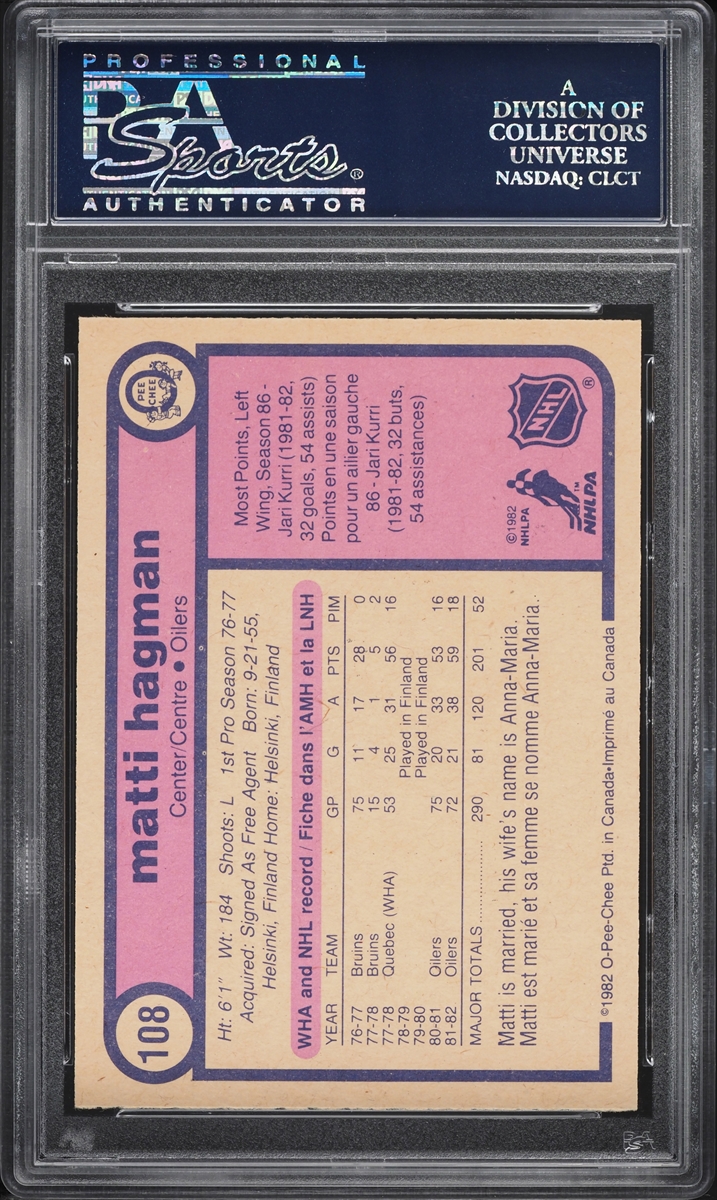 PROFESSIONAL
PSA
Sports®
AUTHENTICATOR
A
DIVISION OF
COLLECTORS
UNIVERSE
NASDAQ: CLCT
108
matti hagman
Center/Centre • Oilers
O
PEE
CHEE
Ht: 6'1" Wt: 184 Shoots: L 1st Pro Season 76-77
Acquired: Signed As Free Agent Born: 9-21-55,
Helsinki, Finland Home: Helsinki, Finland
WHA and NHL record / Fiche dans l'AMH et la LNH
YEAR TEAM GP G A PTS PIM
76-77 Bruins 75 11 17 28 0
77-78 Bruins 15 4 1 5 2
77-78 Quebec (WHA) 53 25 31 56 16
78-79 Played in Finland
79-80 Played in Finland
80-81 Oilers 75 20 33 53 16
81-82 Oilers 72 21 38 59 18
MAJOR TOTALS .................. 290 81 120 201 52
Matti is married, his wife's name is Anna-Maria.
Matti est marié et sa femme se nomme Anna-Maria.
©1982 O-Pee-Chee Ptd. in Canada•Imprimé au Canada
Most Points, Left
Wing, Season 86 -
Jari Kurri (1981-82,
32 goals, 54 assists)
Points en une saison
pour un ailier gauche
86 - Jari Kurri
(1981-82, 32 buts,
54 assistances)
©1982
NHLPA
NHLPA™
NHL®